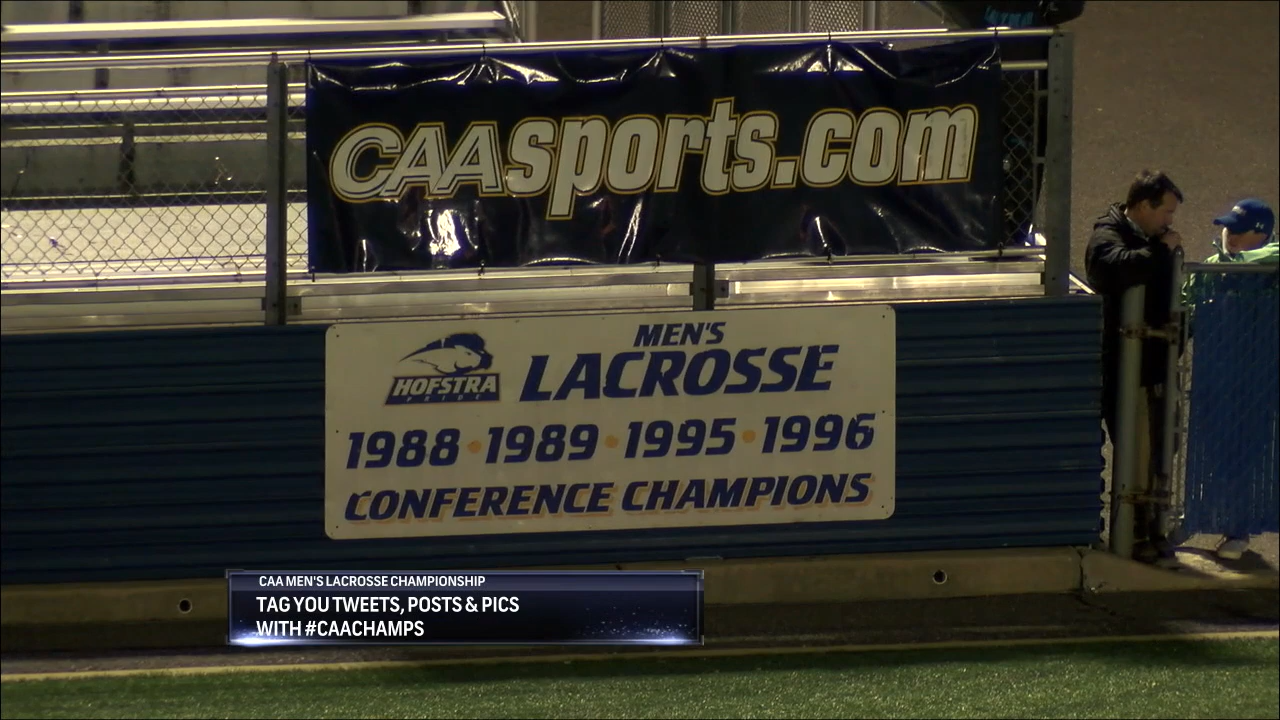 CAAsports.com
MEN'S
LACROSSE
HOFSTRA
PRIDE
1988 • 1989 • 1995 • 1996
CONFERENCE CHAMPIONS
CAA MEN'S LACROSSE CHAMPIONSHIP
TAG YOU TWEETS, POSTS & PICS
WITH #CAACHAMPS